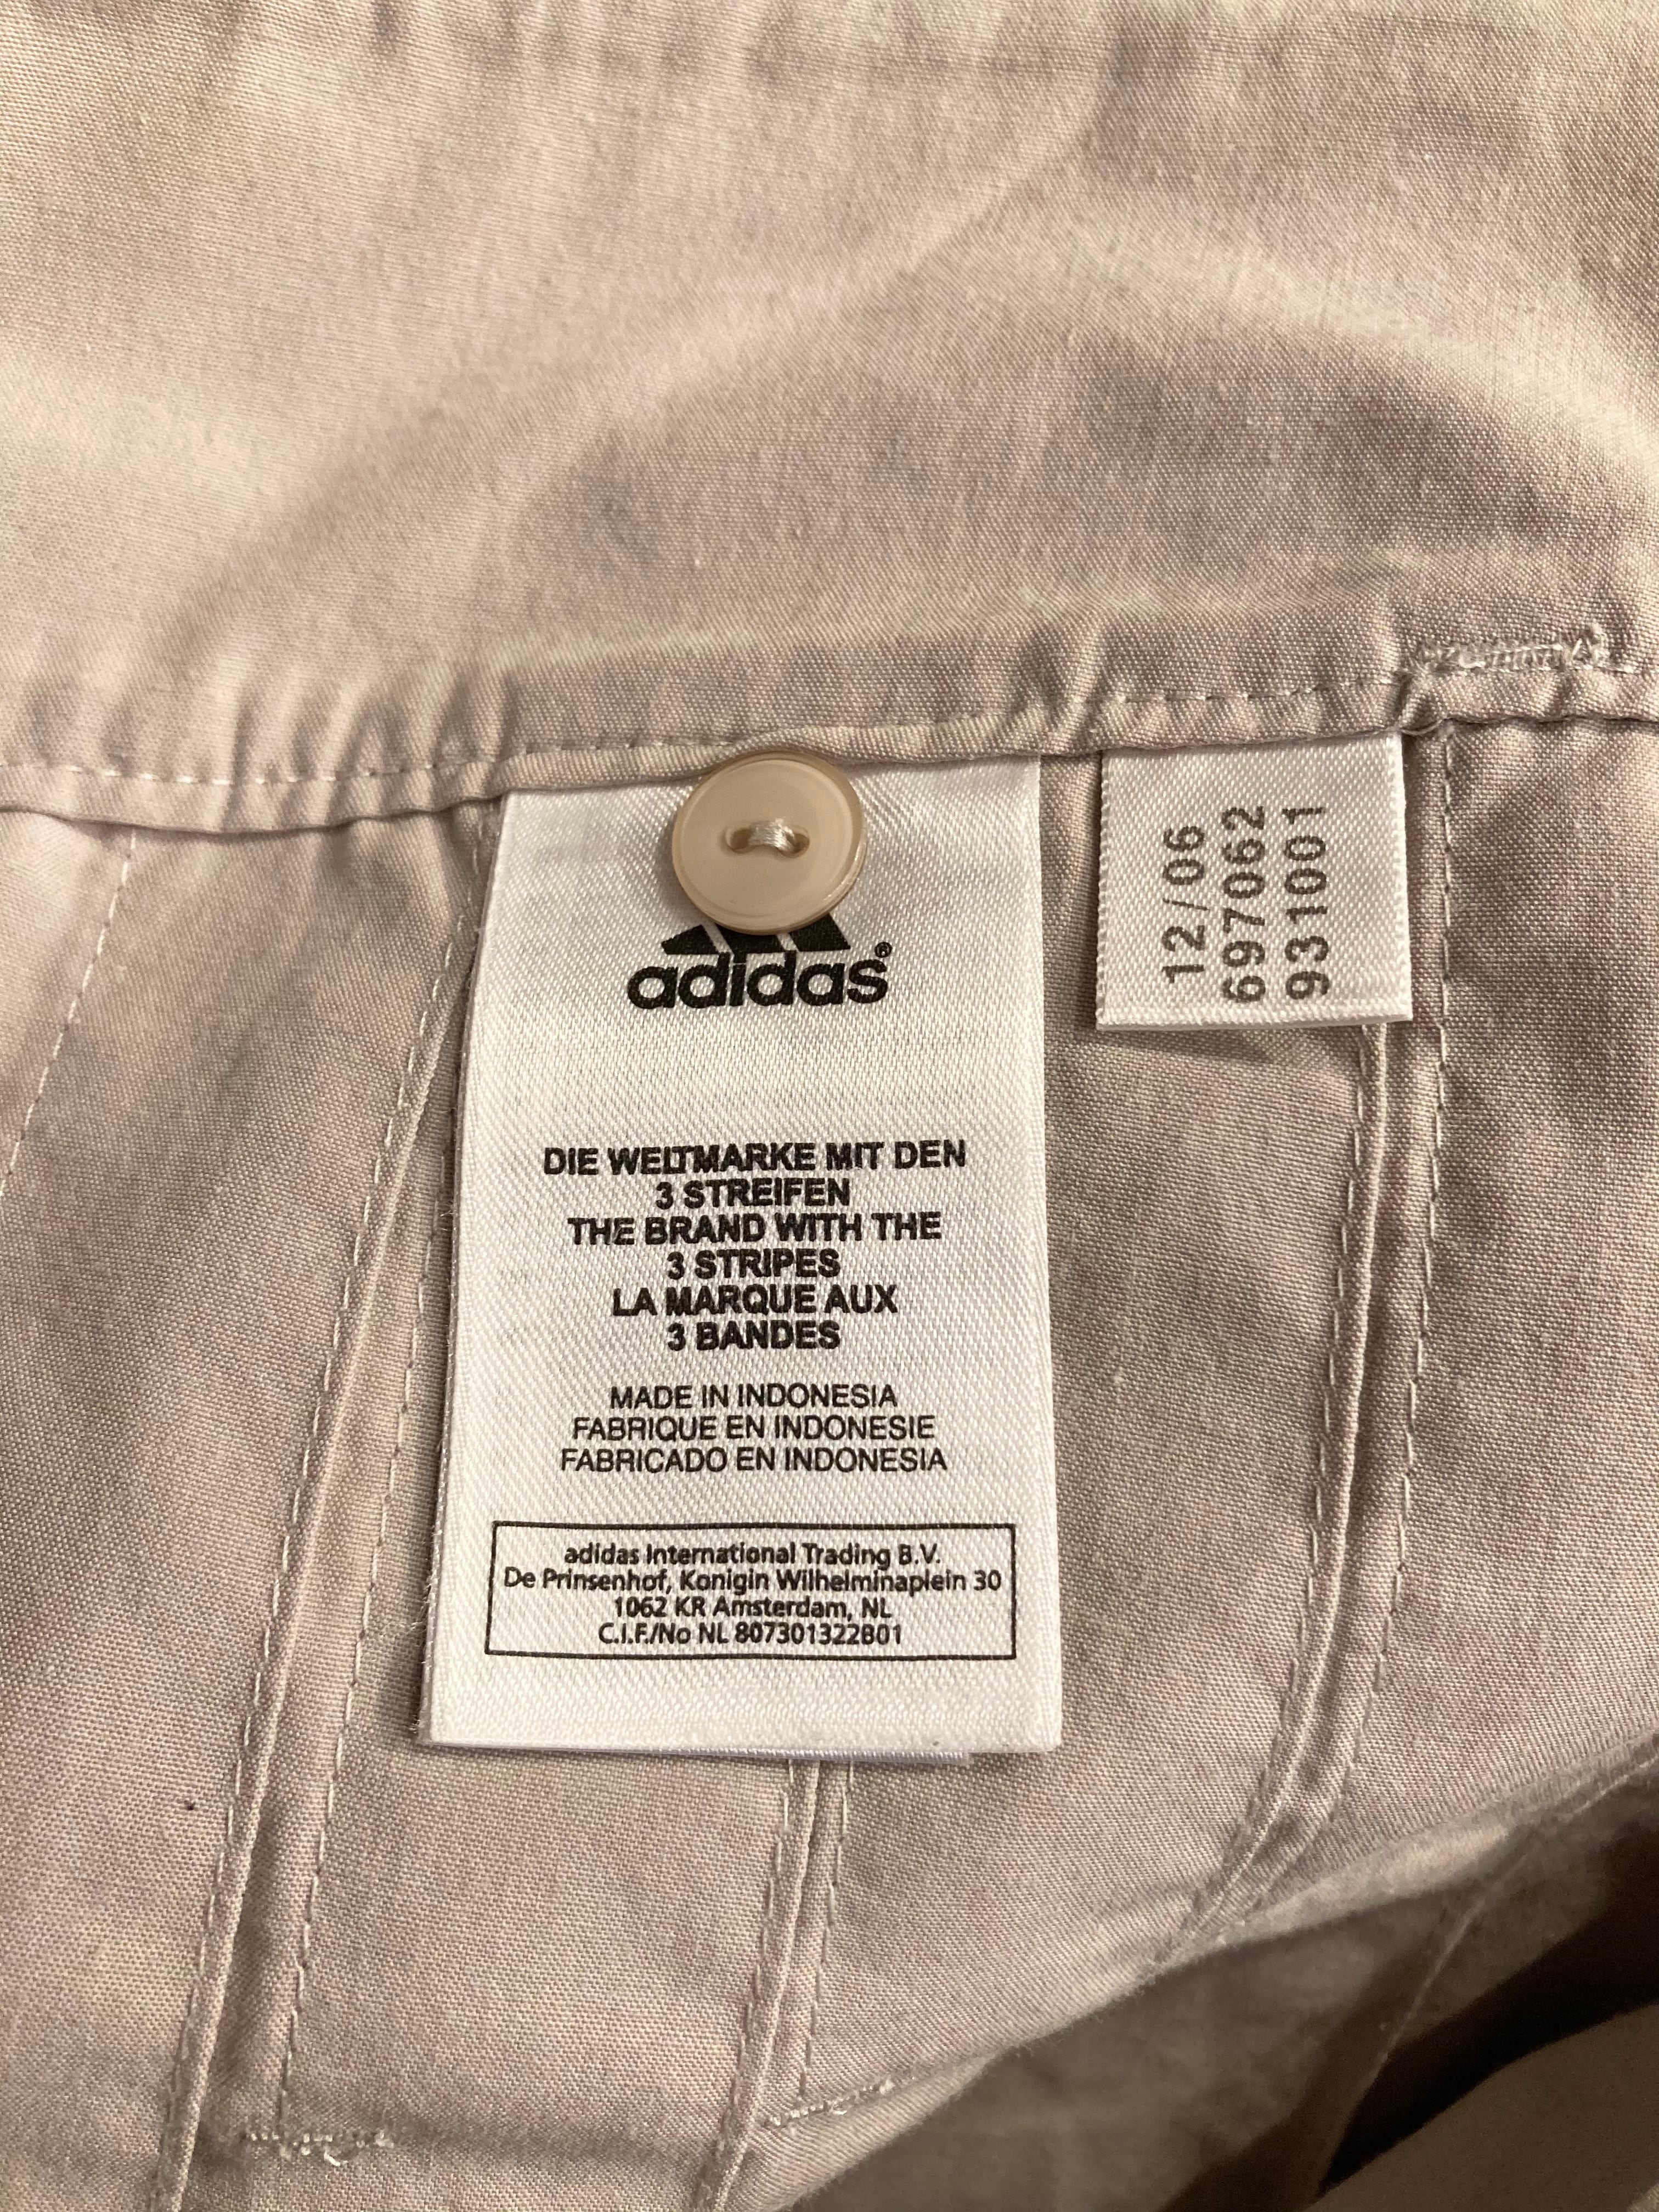 adidas®
DIE WELTMARKE MIT DEN
3 STREIFEN
THE BRAND WITH THE
3 STRIPES
LA MARQUE AUX
3 BANDES
MADE IN INDONESIA
FABRIQUE EN INDONESIE
FABRICADO EN INDONESIA
adidas International Trading B.V.
De Prinsenhof, Konigin Wilhelminaplein 30
1062 KR Amsterdam, NL
C.I.F./No NL 807301322B01
12/06
697062
931001